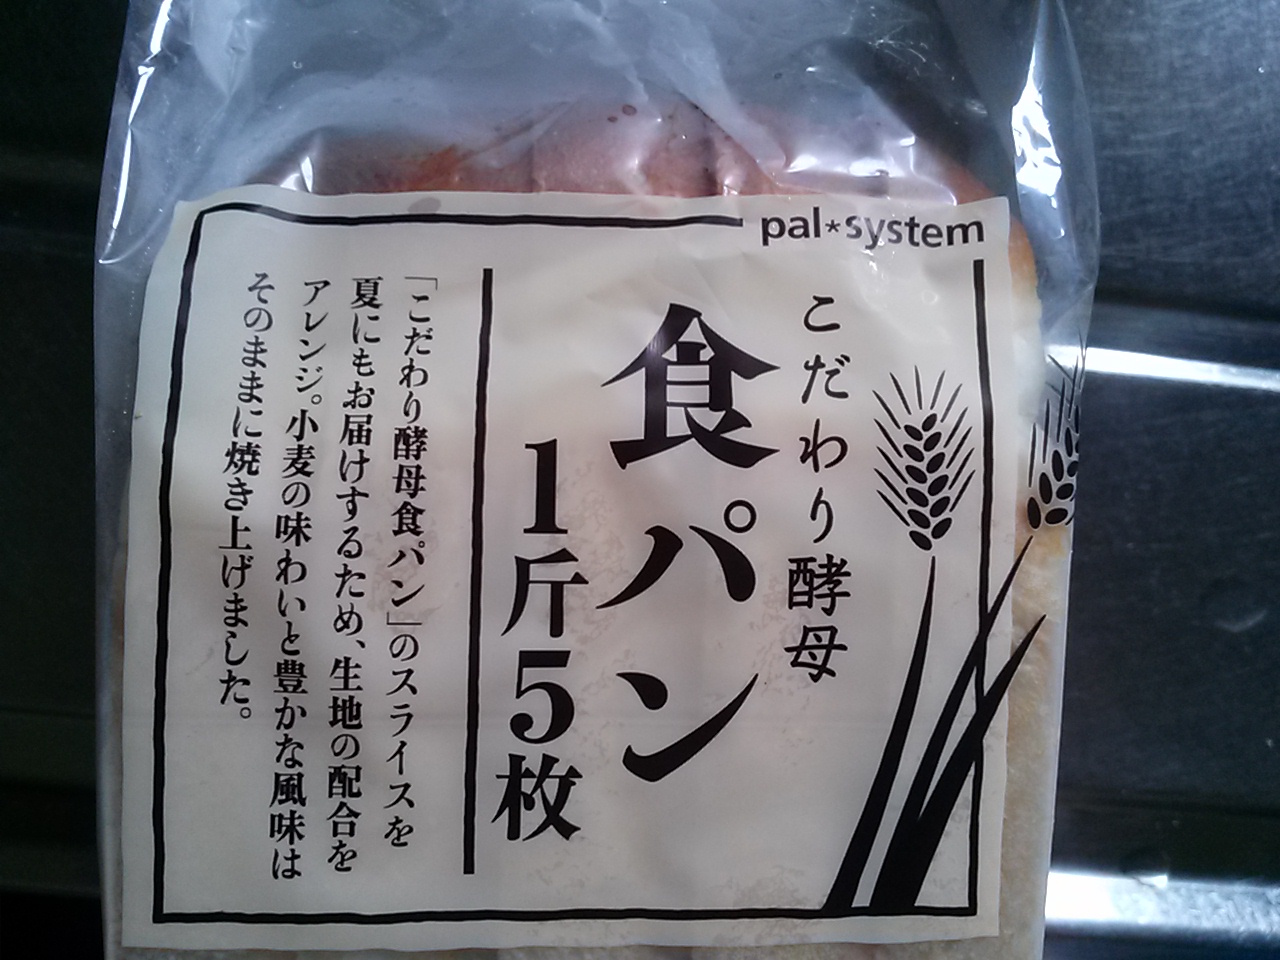 pal*system
こだわり酵母
食パン
1斤5枚
「こだわり酵母食パン」のスライスを
夏にもお届けするため、生地の配合を
アレンジ。小麦の味わいと豊かな風味は
そのままに焼き上げました。